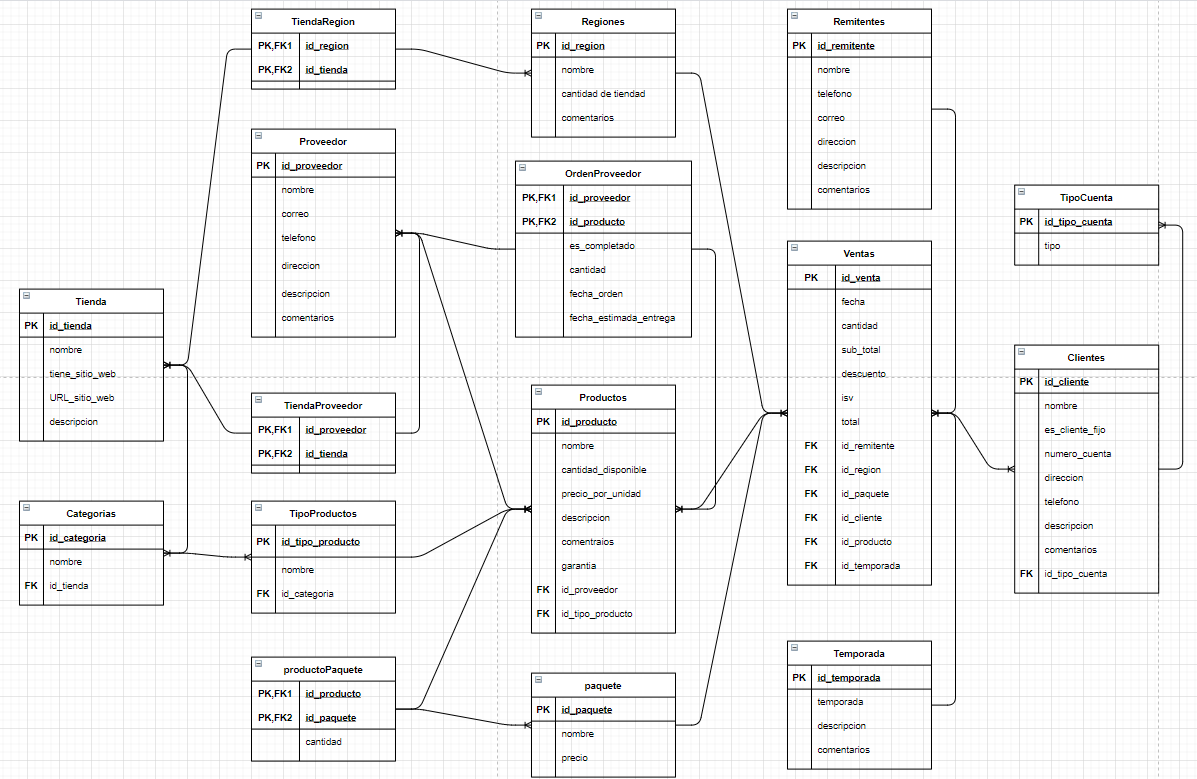 TiendaRegion
PK,FK1 id_region
PK,FK2 id_tienda
Regiones
PK id_region
nombre
cantidad de tiendad
comentarios
Remitentes
PK id_remitente
nombre
telefono
correo
direccion
descripcion
comentarios
Proveedor
PK id_proveedor
nombre
correo
telefono
direccion
descripcion
comentarios
OrdenProveedor
PK,FK1 id_proveedor
PK,FK2 id_producto
es_completado
cantidad
fecha_orden
fecha_estimada_entrega
TipoCuenta
PK id_tipo_cuenta
tipo
Ventas
PK id_venta
fecha
cantidad
sub_total
descuento
isv
total
FK id_remitente
FK id_region
FK id_paquete
FK id_cliente
FK id_producto
FK id_temporada
Tienda
PK id_tienda
nombre
tiene_sitio_web
URL_sitio_web
descripcion
TiendaProveedor
PK,FK1 id_proveedor
PK,FK2 id_tienda
Productos
PK id_producto
nombre
cantidad_disponible
precio_por_unidad
descripcion
comentraios
garantia
FK id_proveedor
FK id_tipo_producto
Clientes
PK id_cliente
nombre
es_cliente_fijo
numero_cuenta
direccion
telefono
descripcion
comentarios
FK id_tipo_cuenta
Categorias
PK id_categoria
nombre
FK id_tienda
TipoProductos
PK id_tipo_producto
nombre
FK id_categoria
productoPaquete
PK,FK1 id_producto
PK,FK2 id_paquete
cantidad
paquete
PK id_paquete
nombre
precio
Temporada
PK id_temporada
temporada
descripcion
comentarios